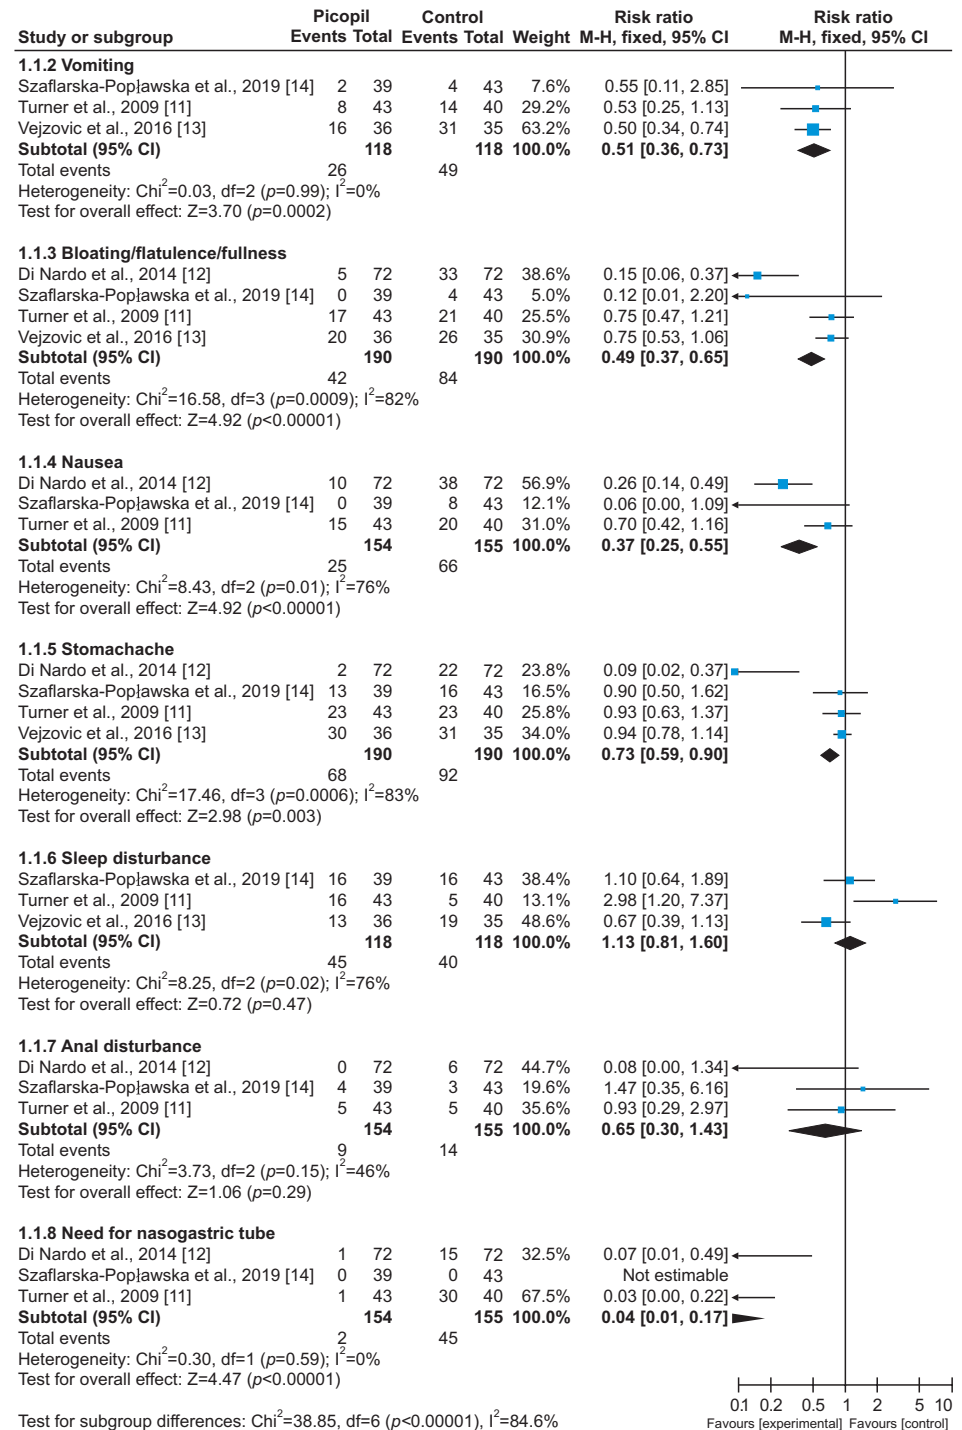 Picopil Control Risk ratio Risk ratio
Study or subgroup Events Total Events Total Weight M-H, fixed, 95% CI M-H, fixed, 95% CI
1.1.2 Vomiting
Szaflarska-Popławska et al., 2019 [14] 2 39 4 43 7.6% 0.55 [0.11, 2.85]
Turner et al., 2009 [11] 8 43 14 40 29.2% 0.53 [0.25, 1.13]
Vejzovic et al., 2016 [13] 16 36 31 35 63.2% 0.50 [0.34, 0.74]
Subtotal (95% CI) 118 118 100.0% 0.51 [0.36, 0.73]
Total events 26 49
Heterogeneity: Chi²=0.03, df=2 (p=0.99); I²=0%
Test for overall effect: Z=3.70 (p=0.0002)
1.1.3 Bloating/flatulence/fullness
Di Nardo et al., 2014 [12] 5 72 33 72 38.6% 0.15 [0.06, 0.37]
Szaflarska-Popławska et al., 2019 [14] 0 39 4 43 5.0% 0.12 [0.01, 2.20]
Turner et al., 2009 [11] 17 43 21 40 25.5% 0.75 [0.47, 1.21]
Vejzovic et al., 2016 [13] 20 36 26 35 30.9% 0.75 [0.53, 1.06]
Subtotal (95% CI) 190 190 100.0% 0.49 [0.37, 0.65]
Total events 42 84
Heterogeneity: Chi²=16.58, df=3 (p=0.0009); I²=82%
Test for overall effect: Z=4.92 (p<0.00001)
1.1.4 Nausea
Di Nardo et al., 2014 [12] 10 72 38 72 56.9% 0.26 [0.14, 0.49]
Szaflarska-Popławska et al., 2019 [14] 0 39 8 43 12.1% 0.06 [0.00, 1.09]
Turner et al., 2009 [11] 15 43 20 40 31.0% 0.70 [0.42, 1.16]
Subtotal (95% CI) 154 155 100.0% 0.37 [0.25, 0.55]
Total events 25 66
Heterogeneity: Chi²=8.43, df=2 (p=0.01); I²=76%
Test for overall effect: Z=4.92 (p<0.00001)
1.1.5 Stomachache
Di Nardo et al., 2014 [12] 2 72 22 72 23.8% 0.09 [0.02, 0.37]
Szaflarska-Popławska et al., 2019 [14] 13 39 16 43 16.5% 0.90 [0.50, 1.62]
Turner et al., 2009 [11] 23 43 23 40 25.8% 0.93 [0.63, 1.37]
Vejzovic et al., 2016 [13] 30 36 31 35 34.0% 0.94 [0.78, 1.14]
Subtotal (95% CI) 190 190 100.0% 0.73 [0.59, 0.90]
Total events 68 92
Heterogeneity: Chi²=17.46, df=3 (p=0.0006); I²=83%
Test for overall effect: Z=2.98 (p=0.003)
1.1.6 Sleep disturbance
Szaflarska-Popławska et al., 2019 [14] 16 39 16 43 38.4% 1.10 [0.64, 1.89]
Turner et al., 2009 [11] 16 43 5 40 13.1% 2.98 [1.20, 7.37]
Vejzovic et al., 2016 [13] 13 36 19 35 48.6% 0.67 [0.39, 1.13]
Subtotal (95% CI) 118 118 100.0% 1.13 [0.81, 1.60]
Total events 45 40
Heterogeneity: Chi²=8.25, df=2 (p=0.02); I²=76%
Test for overall effect: Z=0.72 (p=0.47)
1.1.7 Anal disturbance
Di Nardo et al., 2014 [12] 0 72 6 72 44.7% 0.08 [0.00, 1.34]
Szaflarska-Popławska et al., 2019 [14] 4 39 3 43 19.6% 1.47 [0.35, 6.16]
Turner et al., 2009 [11] 5 43 5 40 35.6% 0.93 [0.29, 2.97]
Subtotal (95% CI) 154 155 100.0% 0.65 [0.30, 1.43]
Total events 9 14
Heterogeneity: Chi²=3.73, df=2 (p=0.15); I²=46%
Test for overall effect: Z=1.06 (p=0.29)
1.1.8 Need for nasogastric tube
Di Nardo et al., 2014 [12] 1 72 15 72 32.5% 0.07 [0.01, 0.49]
Szaflarska-Popławska et al., 2019 [14] 0 39 0 43 Not estimable
Turner et al., 2009 [11] 1 43 30 40 67.5% 0.03 [0.00, 0.22]
Subtotal (95% CI) 154 155 100.0% 0.04 [0.01, 0.17]
Total events 2 45
Heterogeneity: Chi²=0.30, df=1 (p=0.59); I²=0%
Test for overall effect: Z=4.47 (p<0.00001)
0.1 0.2 0.5 1 2 5 10
Test for subgroup differences: Chi²=38.85, df=6 (p<0.00001), I²=84.6% Favours [experimental] Favours [control]